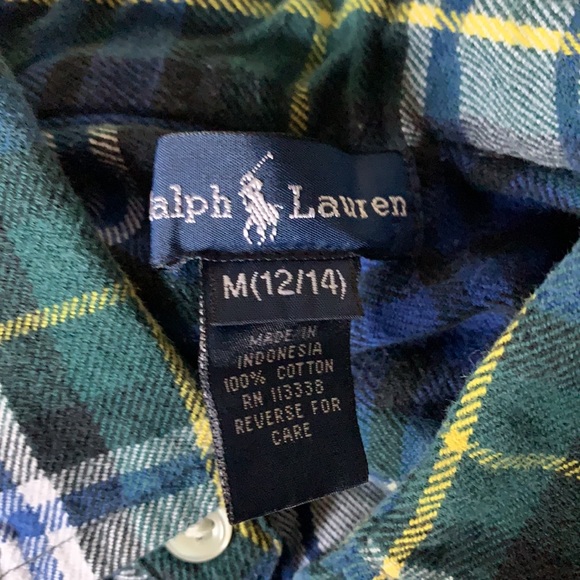 alph Lauren
M(12/14)
MADE IN
INDONESIA
100% COTTON
RN 113338
REVERSE FOR
CARE